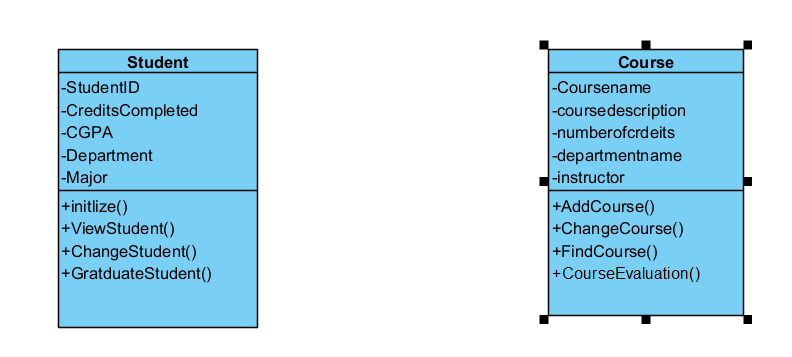 Student
-StudentID
-CreditsCompleted
-CGPA
-Department
-Major
+initlize()
+ViewStudent()
+ChangeStudent()
+GratduateStudent()
Course
-Coursename
-coursedescription
-numberofcrdeits
-departmentname
-instructor
+AddCourse()
+ChangeCourse()
+FindCourse()
+CourseEvaluation()